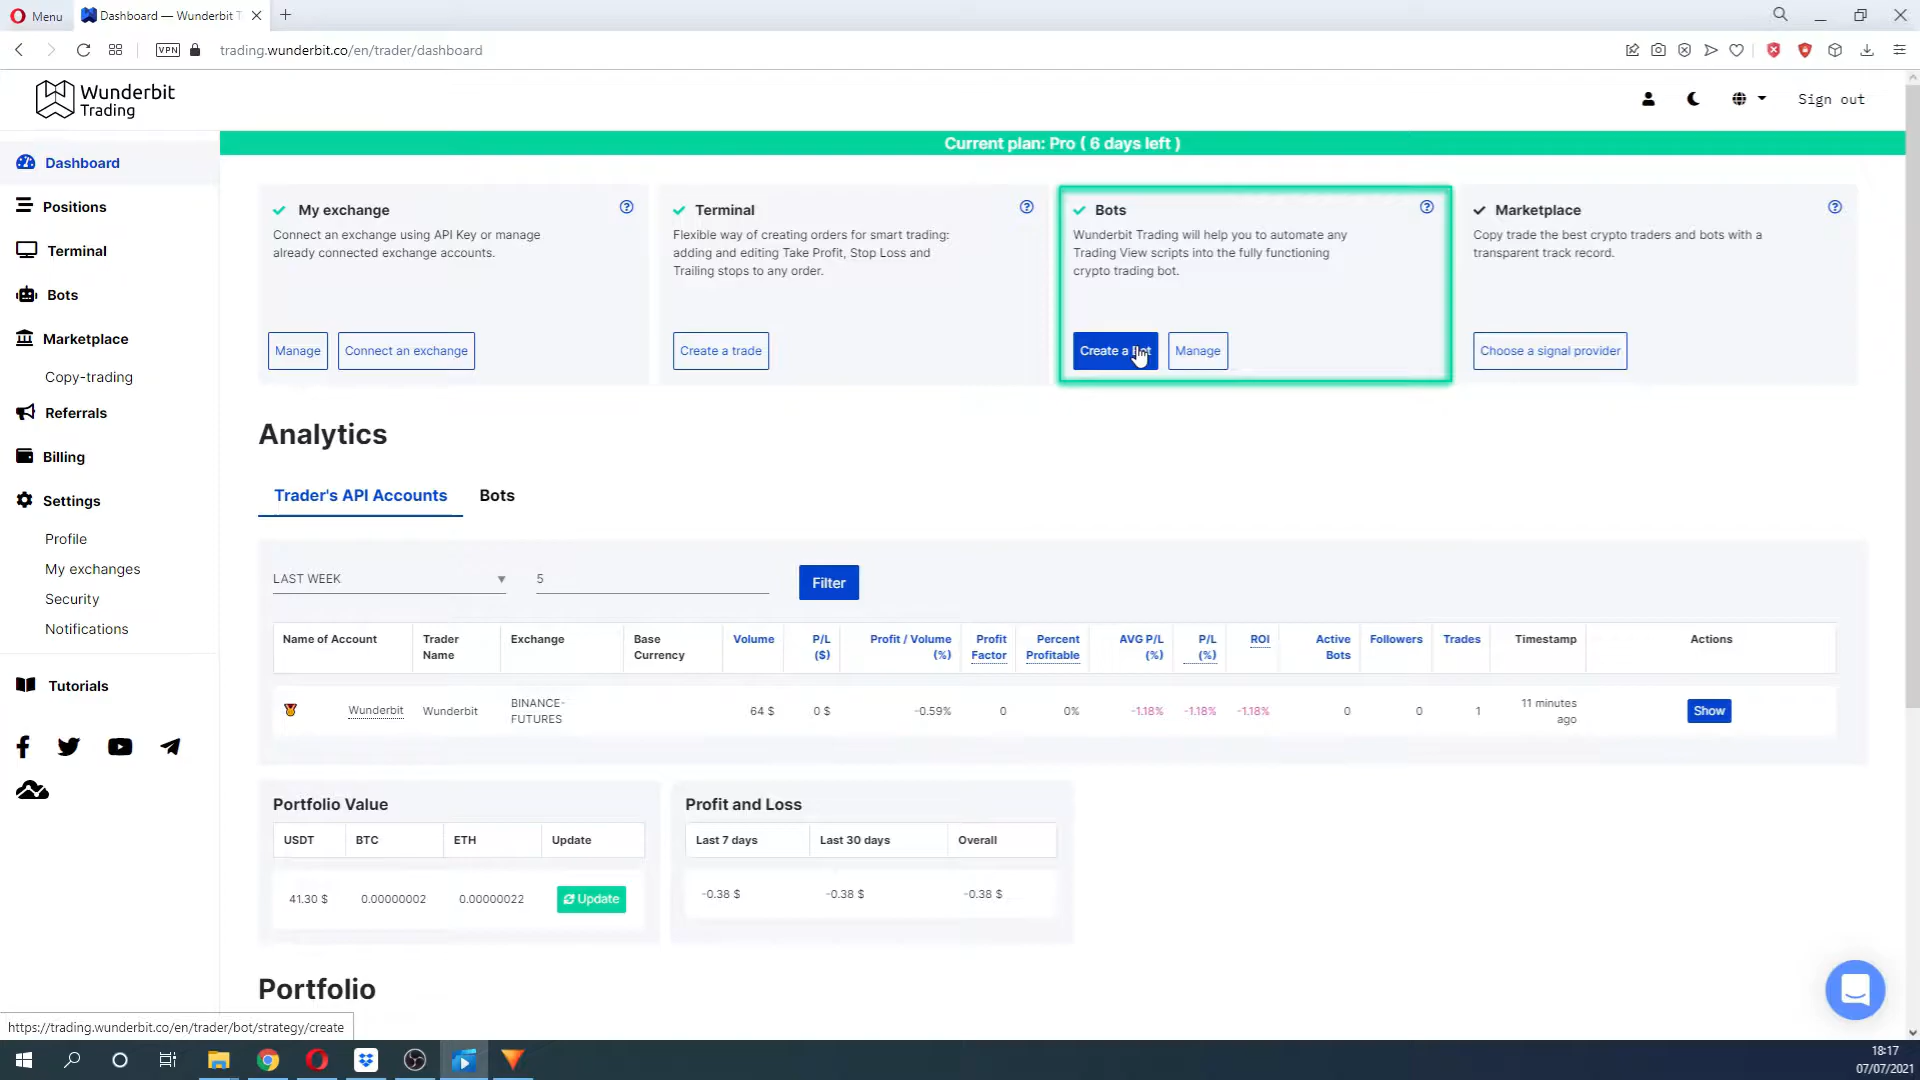 Menu
Dashboard — Wunderbit T
VPN
trading.wunderbit.co/en/trader/dashboard
Wunderbit
Trading
Sign out
Current plan: Pro ( 6 days left )
Dashboard
Positions
Terminal
Bots
Marketplace
Copy-trading
Referrals
Billing
Settings
Profile
My exchanges
Security
Notifications
Tutorials
My exchange
Connect an exchange using API Key or manage
already connected exchange accounts.
Manage
Connect an exchange
Terminal
Flexible way of creating orders for smart trading:
adding and editing Take Profit, Stop Loss and
Trailing stops to any order.
Create a trade
Bots
Wunderbit Trading will help you to automate any
Trading View scripts into the fully functioning
crypto trading bot.
Create a
Manage
Marketplace
Copy trade the best crypto traders and bots with a
transparent track record.
Choose a signal provider
Analytics
Trader's API Accounts
Bots
LAST WEEK
5
Filter
Name of Account
Trader
Name
Exchange
Base
Currency
Volume
P/L
($)
Profit / Volume
(%)
Profit
Factor
Percent
Profitable
AVG P/L
(%)
P/L
(%)
ROI
Active
Bots
Followers
Trades
Timestamp
Actions
Wunderbit
Wunderbit
BINANCE-
FUTURES
64 $
0 $
-0.59%
0
0%
-1.18%
-1.18%
-1.18%
0
0
1
11 minutes
ago
Show
Portfolio Value
USDT
BTC
ETH
Update
41.30 $
0.00000002
0.00000022
Update
Profit and Loss
Last 7 days
Last 30 days
Overall
-0.38 $
-0.38 $
-0.38 $
Portfolio
https://trading.wunderbit.co/en/trader/bot/strategy/create
18:17
07/07/2021